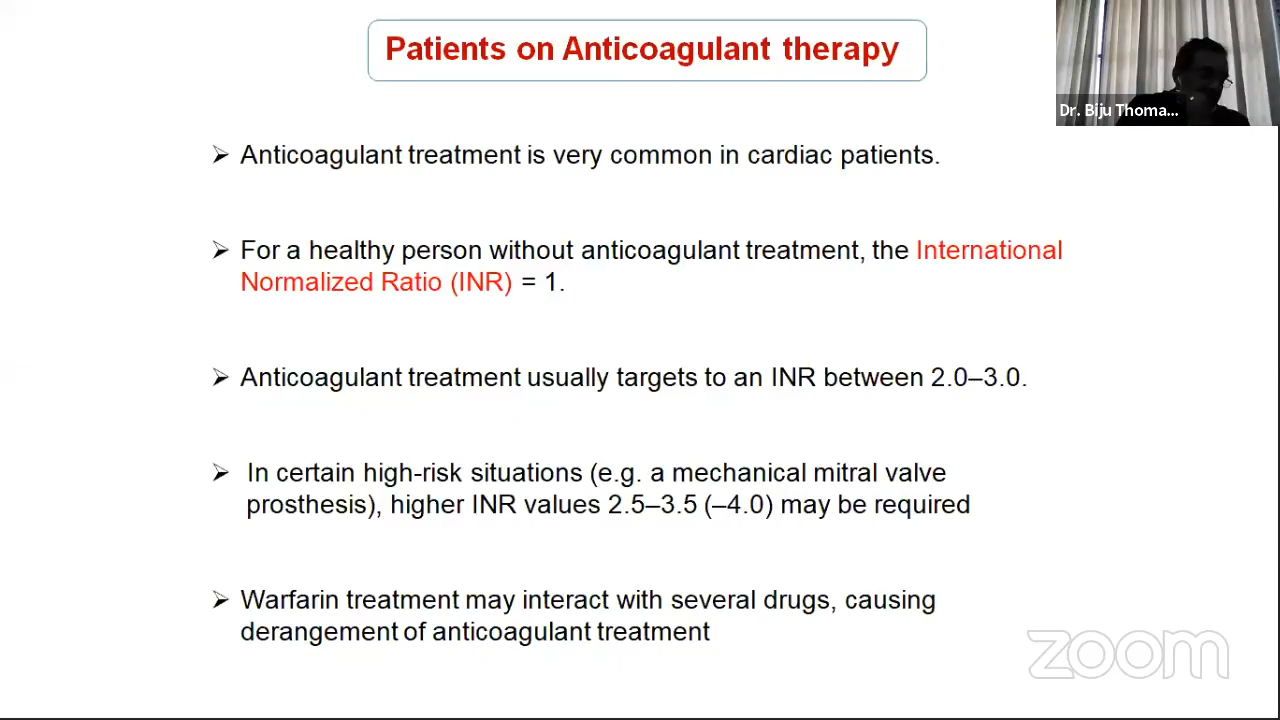 Patients on Anticoagulant therapy
Dr. Biju Thoma...
➢ Anticoagulant treatment is very common in cardiac patients.
➢ For a healthy person without anticoagulant treatment, the International
Normalized Ratio (INR) = 1.
➢ Anticoagulant treatment usually targets to an INR between 2.0–3.0.
➢ In certain high-risk situations (e.g. a mechanical mitral valve
prosthesis), higher INR values 2.5–3.5 (–4.0) may be required
➢ Warfarin treatment may interact with several drugs, causing
derangement of anticoagulant treatment
zoom